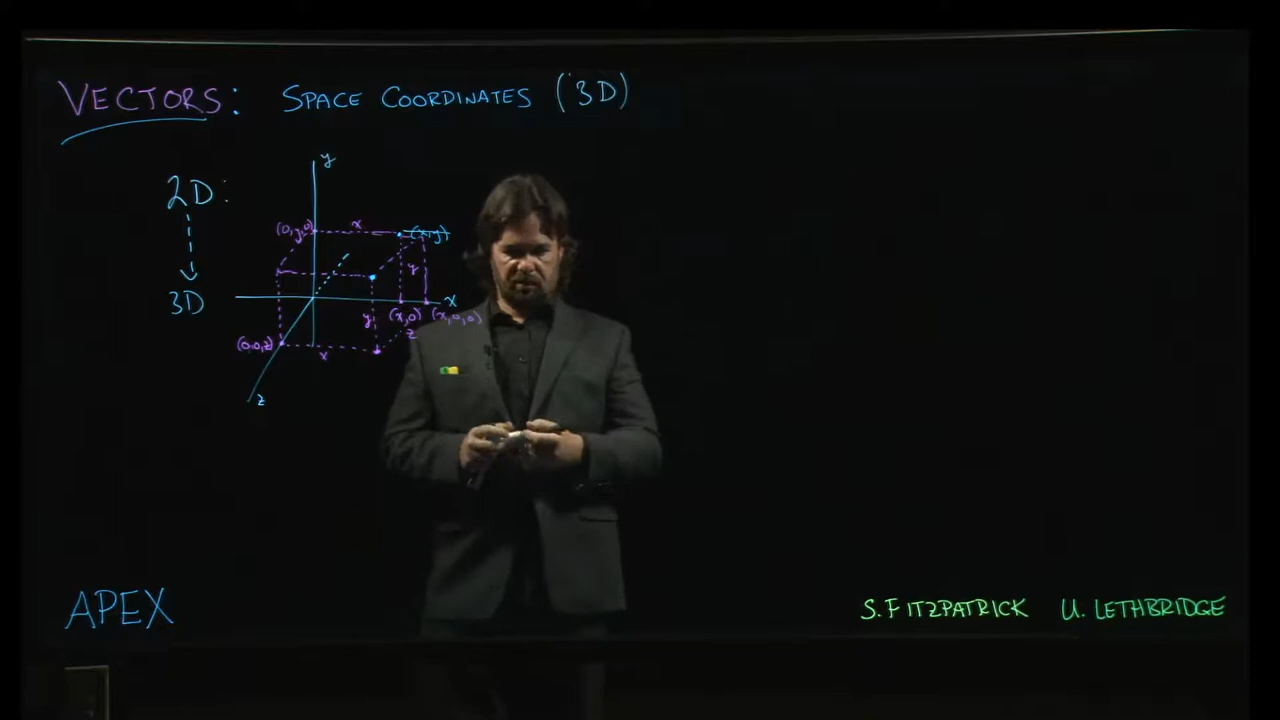 VECTORS: SPACE COORDINATES (3D)
y
2D:
(0,y,0) x (x,y)
y
3D
x
y (x,0) (x,0,0)
z
(0,0,z)
x
z
APEX
S. FITZPATRICK U. LETHBRIDGE